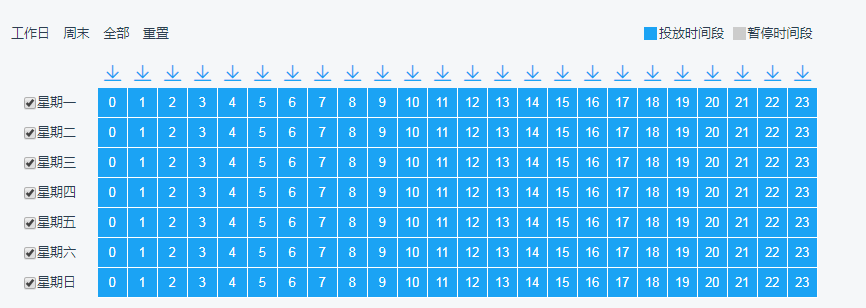 工作日 周末 全部 重置 投放时间段 暂停时间段
星期一 0 1 2 3 4 5 6 7 8 9 10 11 12 13 14 15 16 17 18 19 20 21 22 23
星期二 0 1 2 3 4 5 6 7 8 9 10 11 12 13 14 15 16 17 18 19 20 21 22 23
星期三 0 1 2 3 4 5 6 7 8 9 10 11 12 13 14 15 16 17 18 19 20 21 22 23
星期四 0 1 2 3 4 5 6 7 8 9 10 11 12 13 14 15 16 17 18 19 20 21 22 23
星期五 0 1 2 3 4 5 6 7 8 9 10 11 12 13 14 15 16 17 18 19 20 21 22 23
星期六 0 1 2 3 4 5 6 7 8 9 10 11 12 13 14 15 16 17 18 19 20 21 22 23
星期日 0 1 2 3 4 5 6 7 8 9 10 11 12 13 14 15 16 17 18 19 20 21 22 23